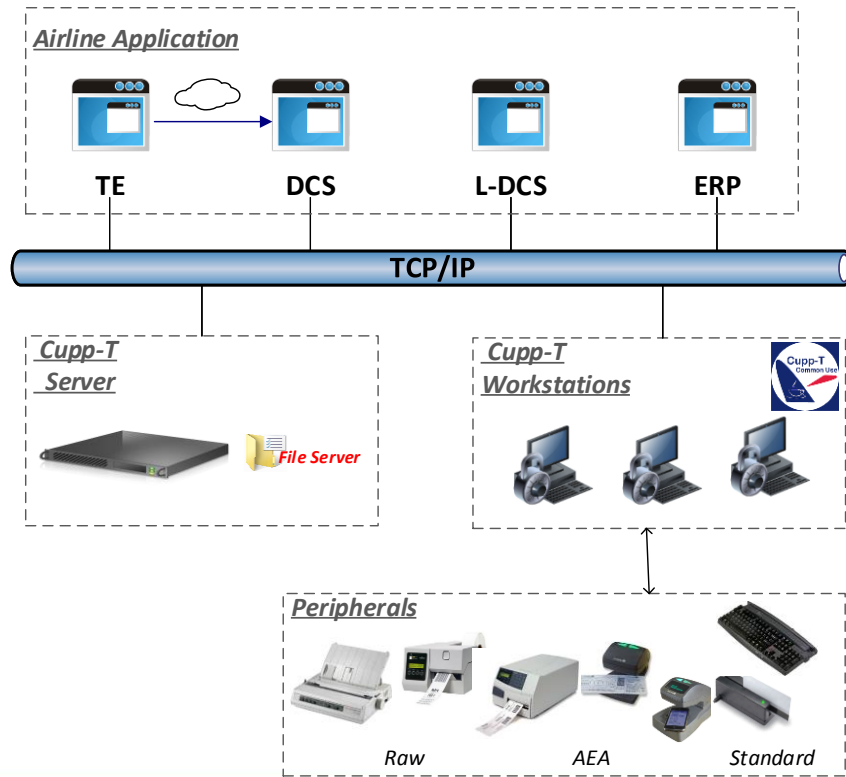 Airline Application
TE
DCS
L-DCS
ERP
TCP/IP
Cupp-T
Server
File Server
Cupp-T
Workstations
Cupp-T
Common Use
Peripherals
Raw
AEA
Standard